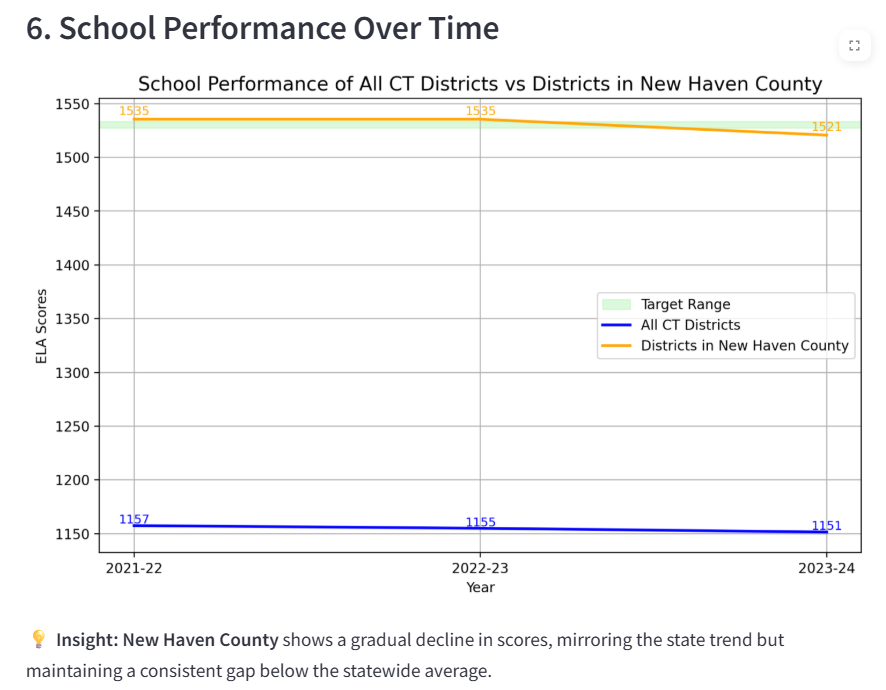 6. School Performance Over Time
School Performance of All CT Districts vs Districts in New Haven County
1550
1500
1450
1400
1350
1300
1250
1200
1150
ELA Scores
1535
1535
1521
Target Range
All CT Districts
Districts in New Haven County
1157
1155
1151
2021-22
2022-23
2023-24
Year
Insight: New Haven County shows a gradual decline in scores, mirroring the state trend but
maintaining a consistent gap below the statewide average.